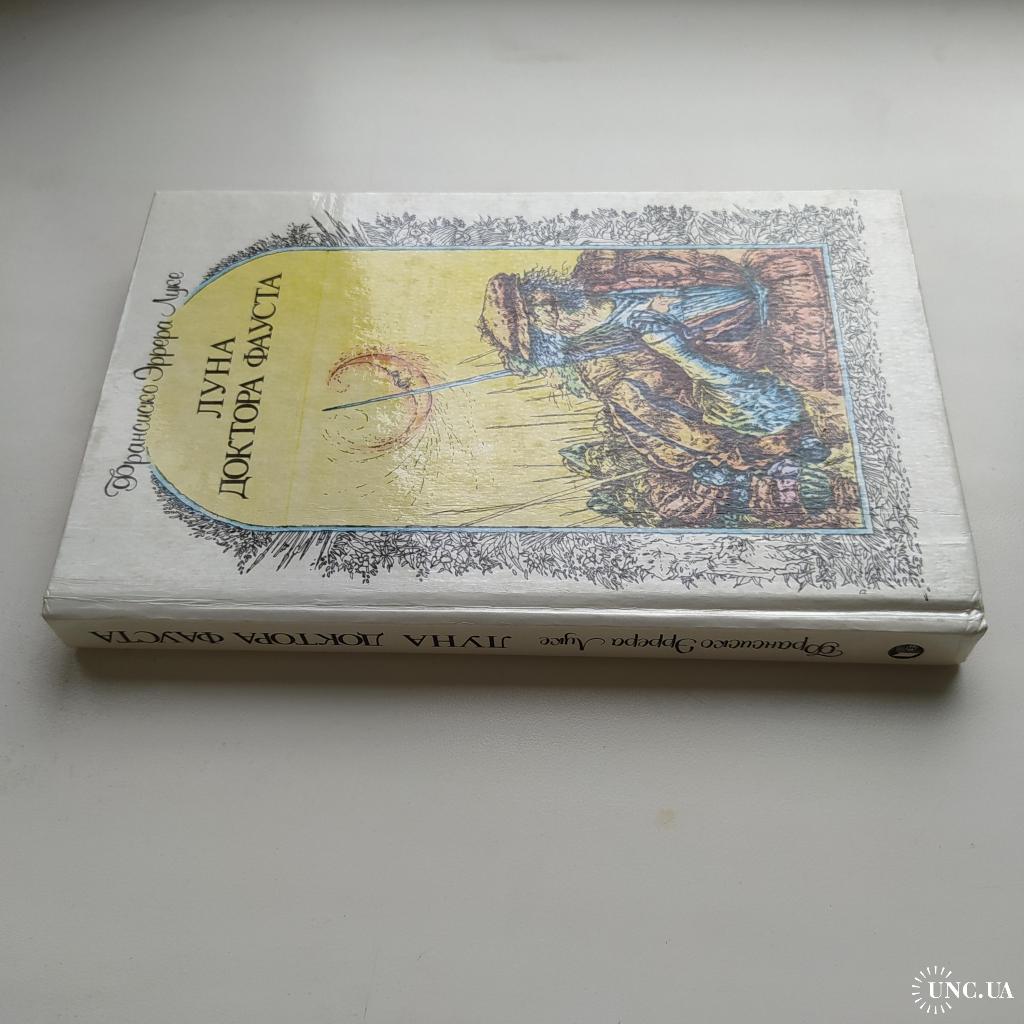 Франсиско Эррера Луке
ЛУНА
ДОКТОРА ФАУСТА
Франсиско Эррера Луке ЛУНА ДОКТОРА ФАУСТА
UNC.UA